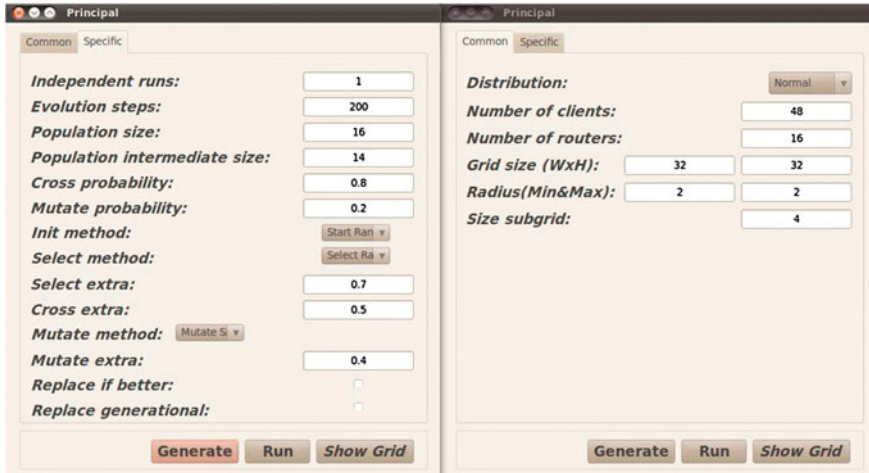 Principal
Common Specific
Independent runs: 1
Evolution steps: 200
Population size: 16
Population intermediate size: 14
Cross probability: 0.8
Mutate probability: 0.2
Init method: Start Ran
Select method: Select Ra
Select extra: 0.7
Cross extra: 0.5
Mutate method: Mutate S
Mutate extra: 0.4
Replace if better:
Replace generational:
Generate Run Show Grid
Principal
Common Specific
Distribution: Normal
Number of clients: 48
Number of routers: 16
Grid size (WxH): 32 32
Radius(Min&Max): 2 2
Size subgrid: 4
Generate Run Show Grid